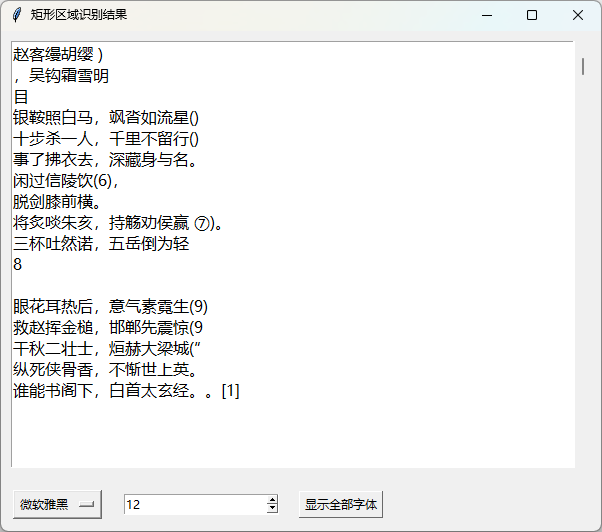 矩形区域识别结果
赵客缦胡缨 )
，吴钩霜雪明
目
银鞍照白马，飒沓如流星()
十步杀一人，千里不留行()
事了拂衣去，深藏身与名。
闲过信陵饮(6)，
脱剑膝前横。
将炙啖朱亥，持觞劝侯嬴 ⑦)。
三杯吐然诺，五岳倒为轻
8
眼花耳热后，意气素霓生(9)
救赵挥金槌，邯郸先震惊(9
干秋二壮士，烜赫大梁城(“
纵死侠骨香，不惭世上英。
谁能书阁下，白首太玄经。。[1]
微软雅黑
12
显示全部字体